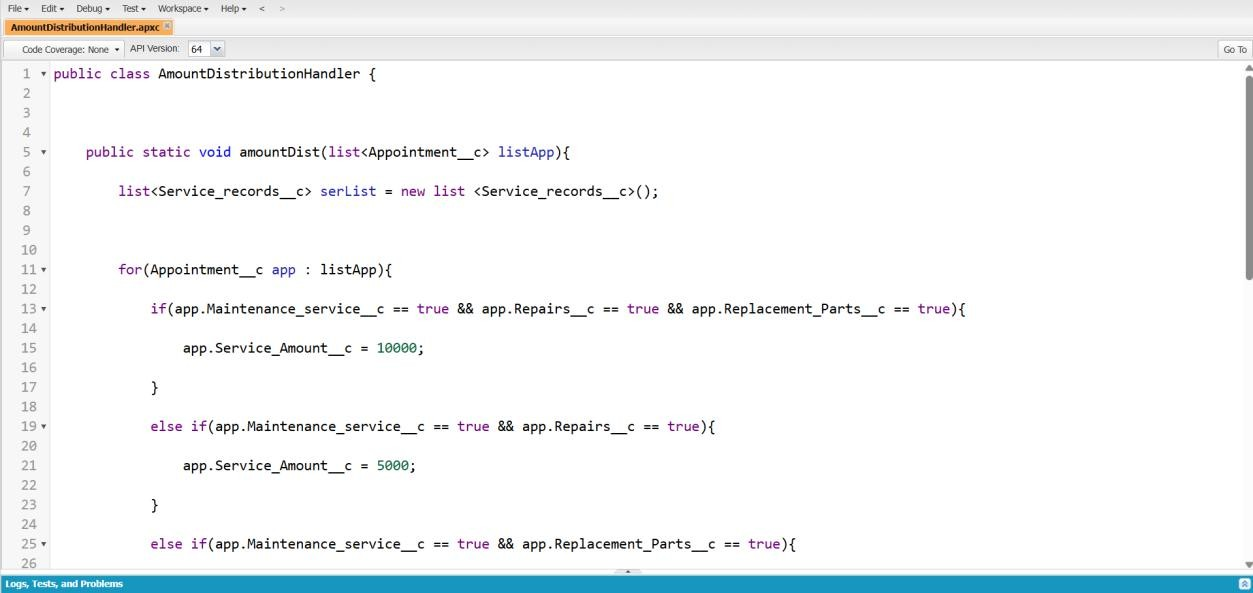 File Edit Debug Test Workspace Help < >
AmountDistributionHandler.apxc
Code Coverage: None API Version: 64 Go To
1 public class AmountDistributionHandler {
2
3
4
5 public static void amountDist(list<Appointment__c> listApp){
6
7 list<Service_records__c> serList = new list <Service_records__c>();
8
9
10
11 for(Appointment__c app : listApp){
12
13 if(app.Maintenance_service__c == true && app.Repairs__c == true && app.Replacement_Parts__c == true){
14
15 app.Service_Amount__c = 10000;
16
17 }
18
19 else if(app.Maintenance_service__c == true && app.Repairs__c == true){
20
21 app.Service_Amount__c = 5000;
22
23 }
24
25 else if(app.Maintenance_service__c == true && app.Replacement_Parts__c == true){
26
Logs, Tests, and Problems